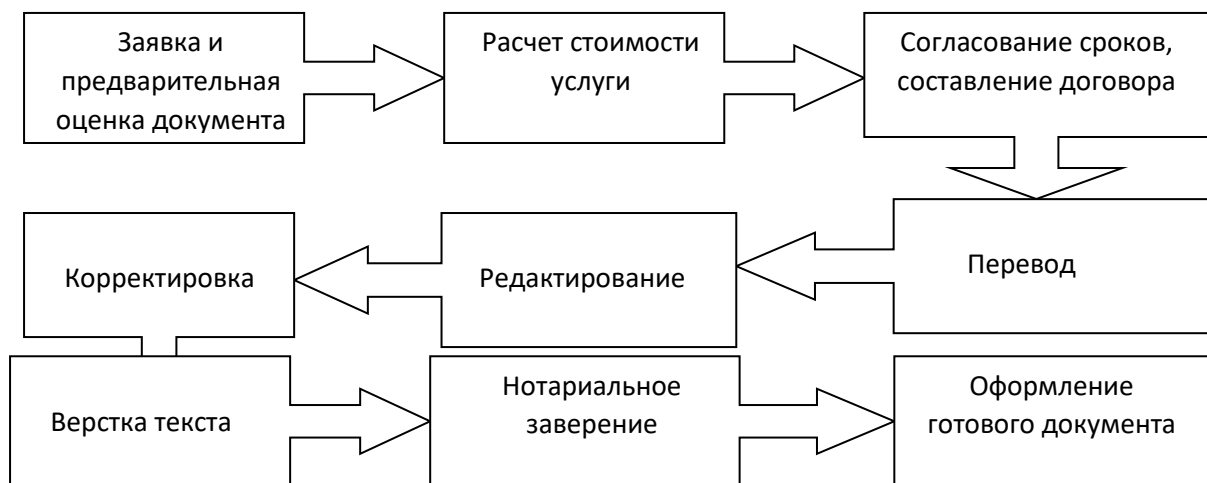 Заявка и
предварительная
оценка документа
Расчет стоимости
услуги
Согласование сроков,
составление договора
Перевод
Редактирование
Корректировка
Верстка текста
Нотариальное
заверение
Оформление
готового документа